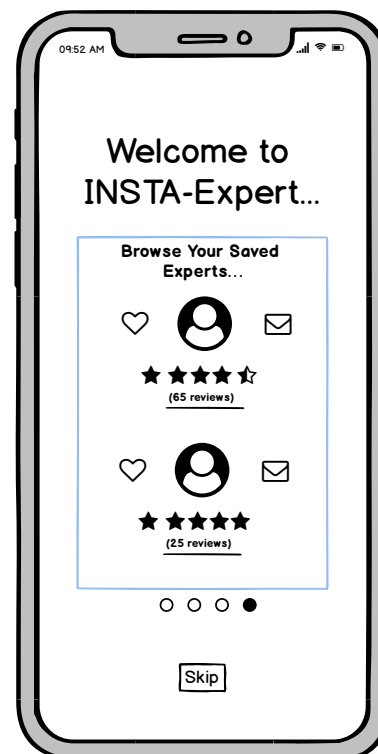 09:52 AM
Welcome to
INSTA-Expert...
Browse Your Saved
Experts...
(65 reviews)
(25 reviews)
Skip